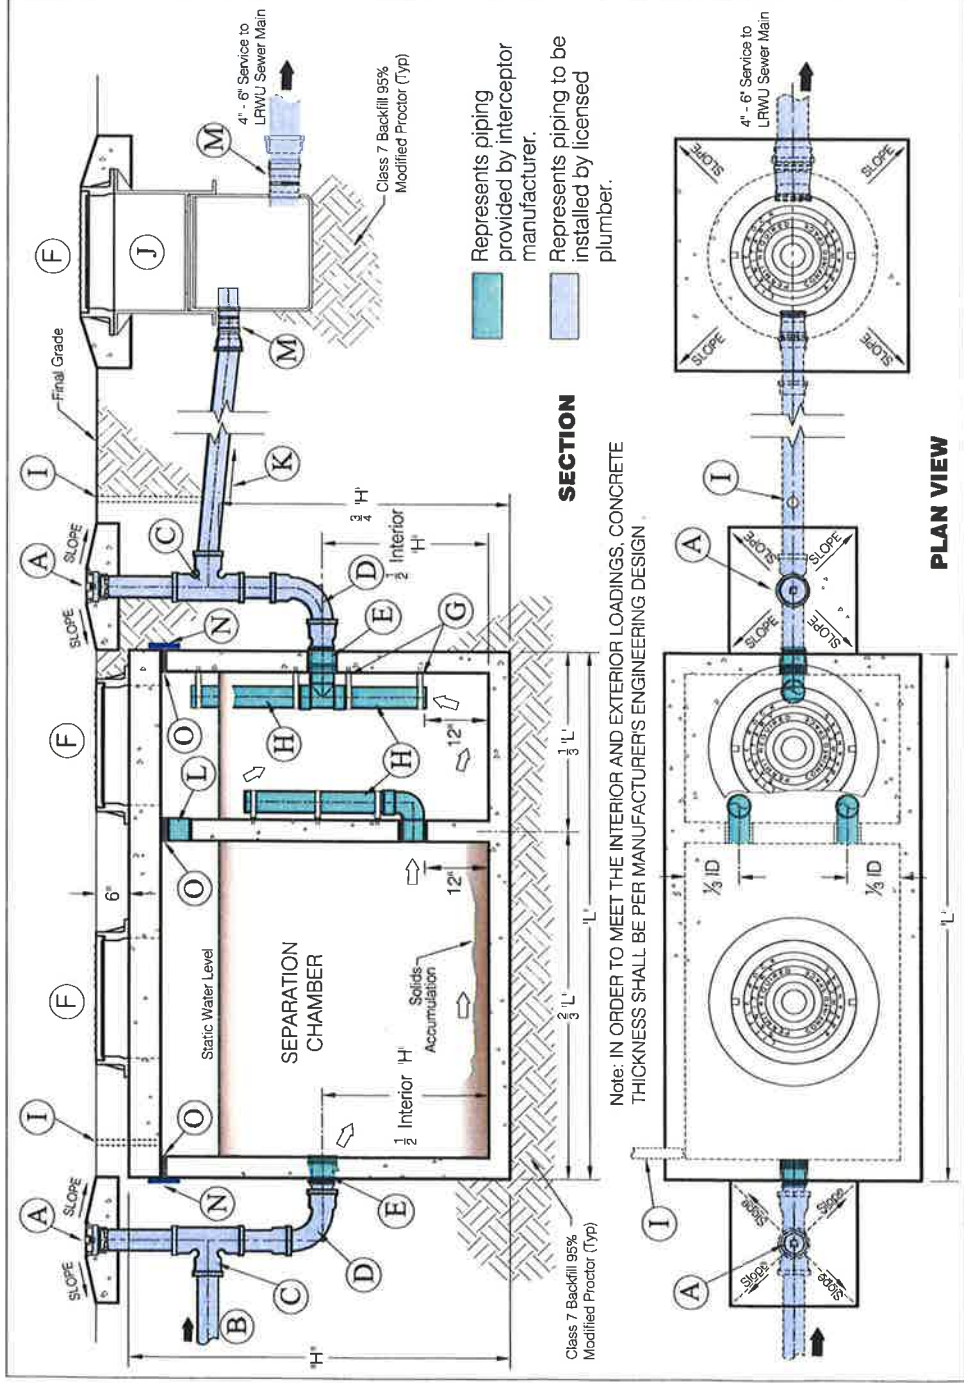 SECTION
A
B
C
D
E
F
I
N
O
"H"
SLOPE
SLOPE
Class 7 Backfill 95%
Modified Proctor (Typ)
6"
Static Water Level
SEPARATION
CHAMBER
Solids
Accumulation
1/2 Interior 'H'
12"
O
L
F
H
H
G
E
D
C
A
I
N
O
SLOPE
SLOPE
12"
2/3 'L'
1/3 'L'
'L'
1/2 Interior
'H'
3/4 'H'
Final Grade
K
M
J
F
M
4" - 6" Service to
LRWU Sewer Main
Class 7 Backfill 95%
Modified Proctor (Typ)
Represents piping
provided by interceptor
manufacturer.
Represents piping to be
installed by licensed
plumber.
Note: IN ORDER TO MEET THE INTERIOR AND EXTERIOR LOADINGS, CONCRETE
THICKNESS SHALL BE PER MANUFACTURER'S ENGINEERING DESIGN.
PLAN VIEW
A
I
Slope
Slope
Slope
Slope
1/3 ID
1/3 ID
'L'
A
SLOPE
SLOPE
SLOPE
SLOPE
I
SLOPE
SLOPE
SLOPE
SLOPE
4" - 6" Service to
LRWU Sewer Main